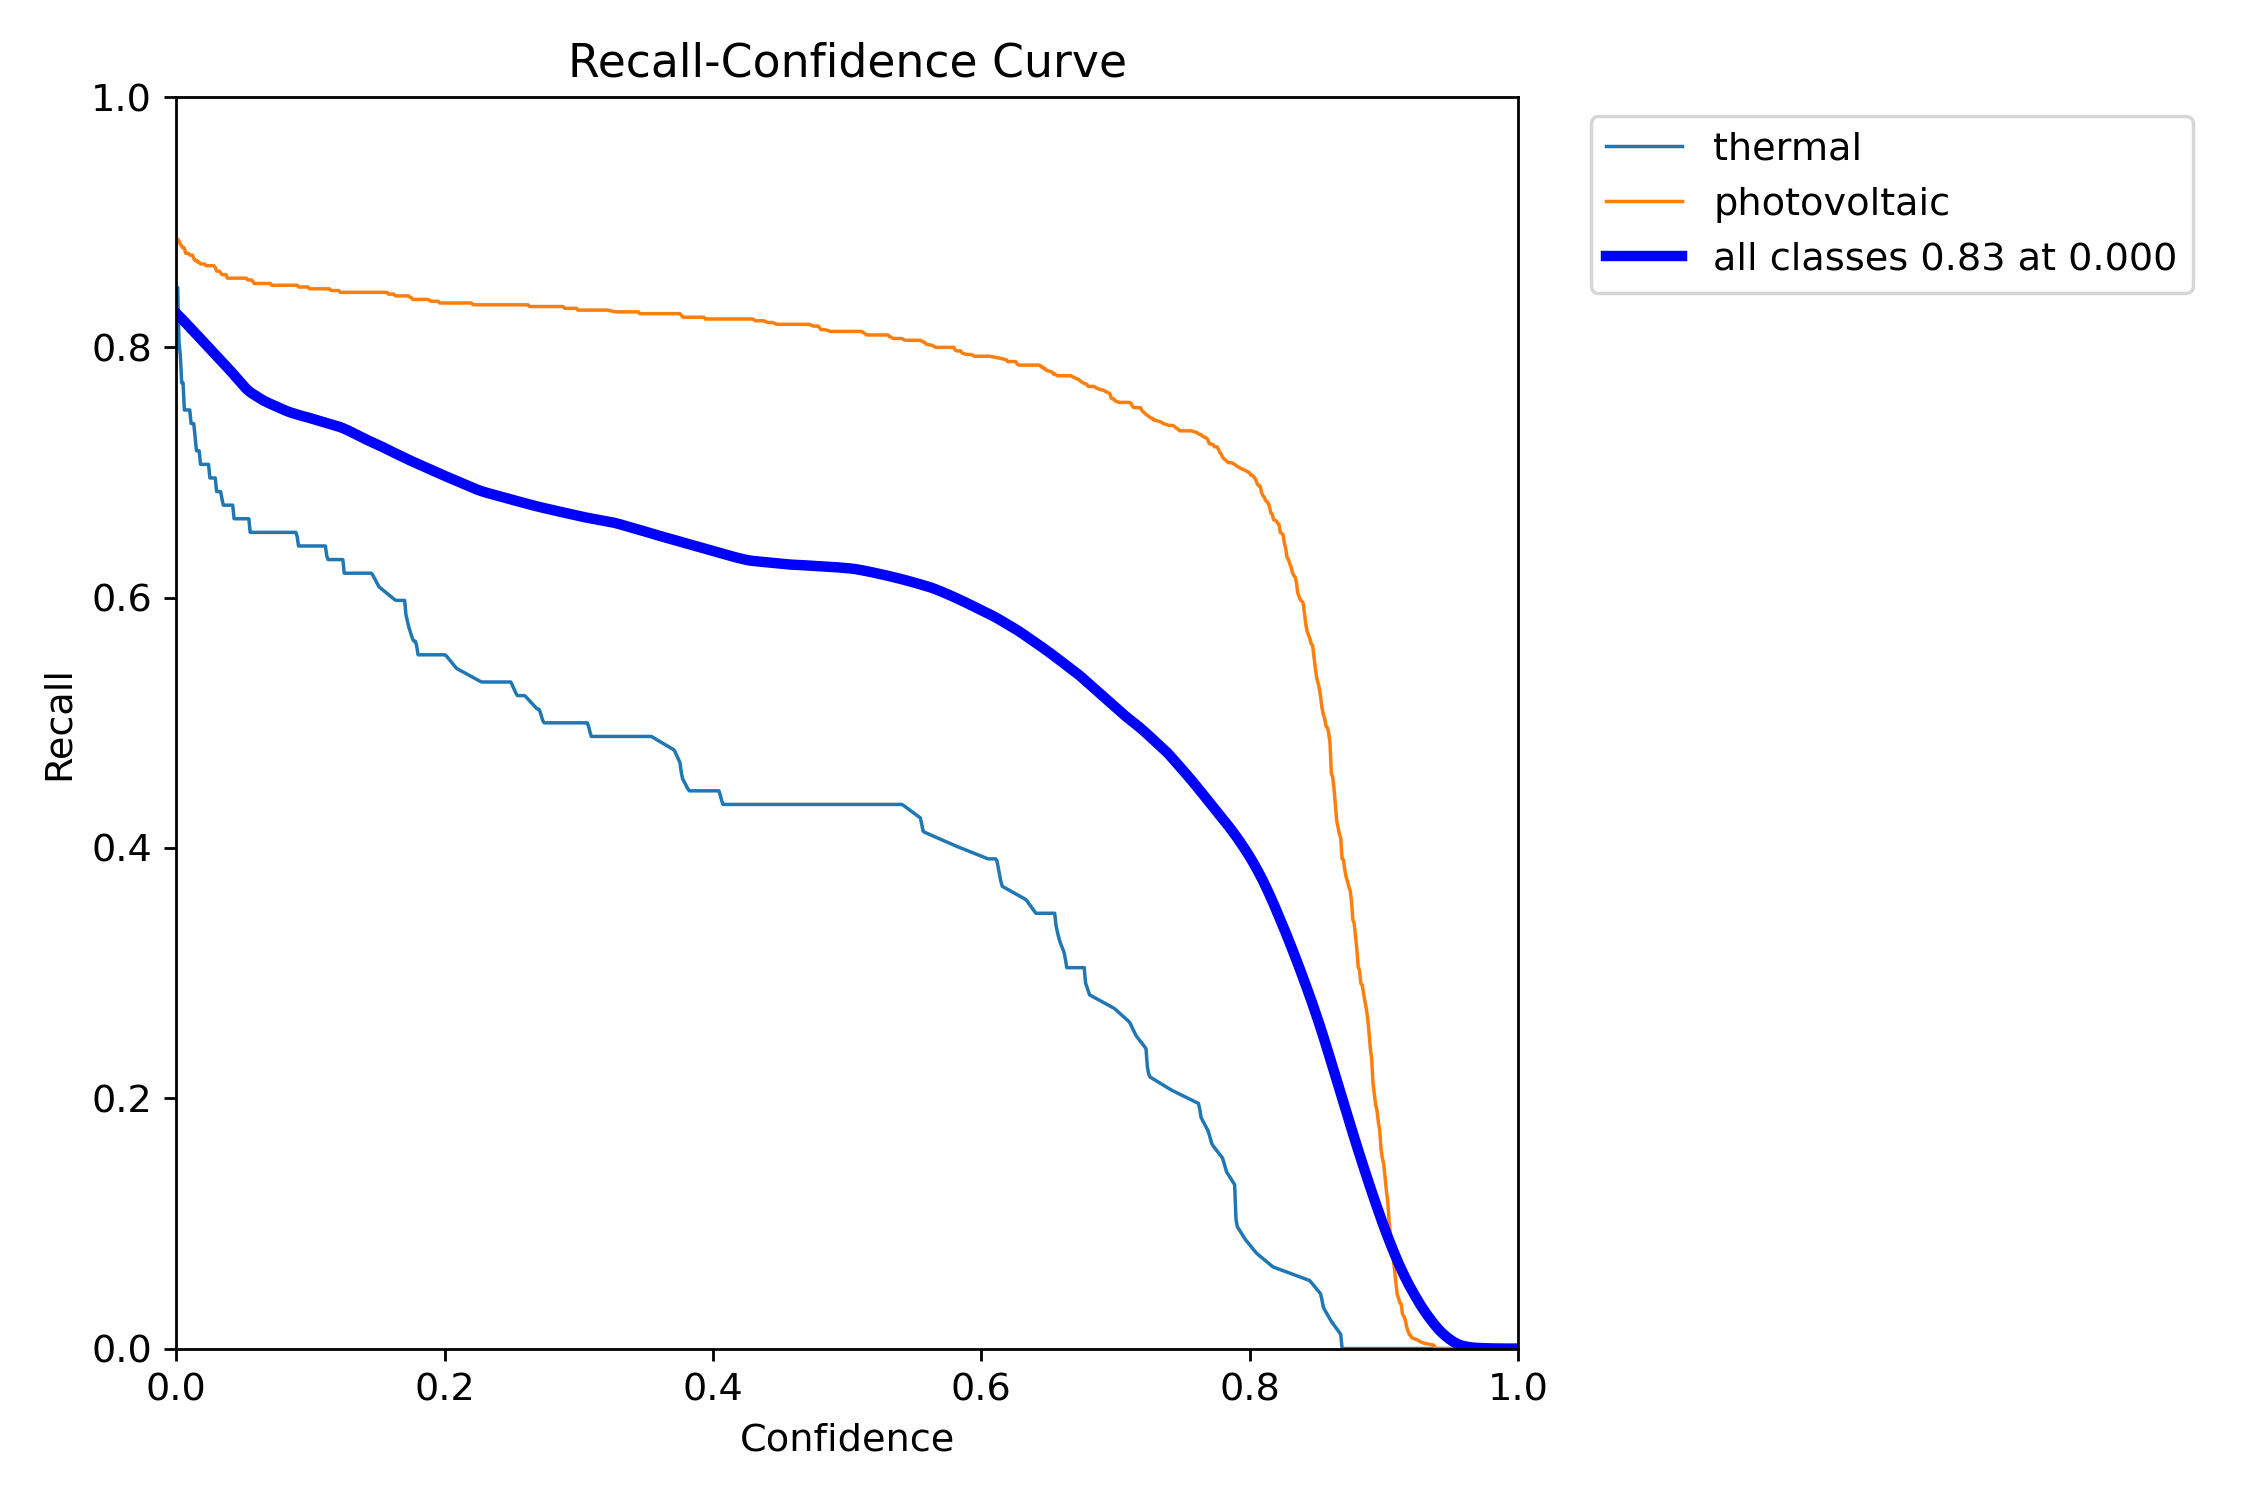 Recall-Confidence Curve
1.0
0.8
0.6
0.4
0.2
0.0
Recall
0.0 0.2 0.4 0.6 0.8 1.0
Confidence
thermal
photovoltaic
all classes 0.83 at 0.000